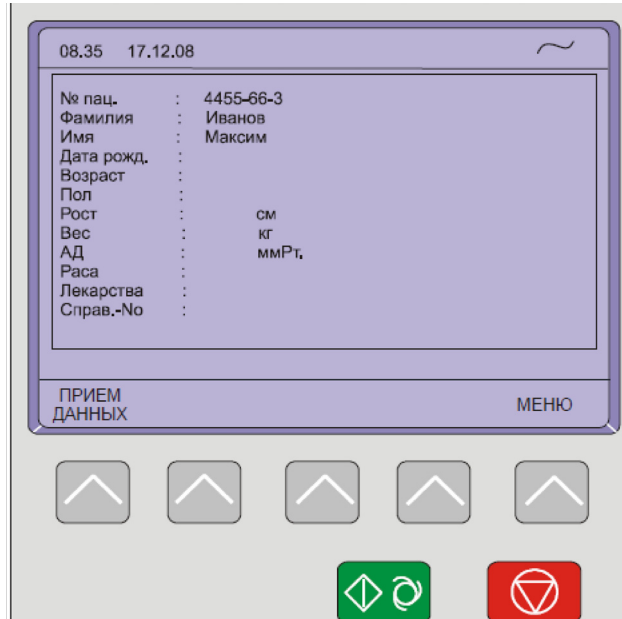 08.35 17.12.08
№ пац. : 4455-66-3
Фамилия : Иванов
Имя : Максим
Дата рожд. :
Возраст :
Пол :
Рост : см
Вес : кг
АД : ммРт.
Раса :
Лекарства :
Справ.-No :
ПРИЕМ
ДАННЫХ
МЕНЮ